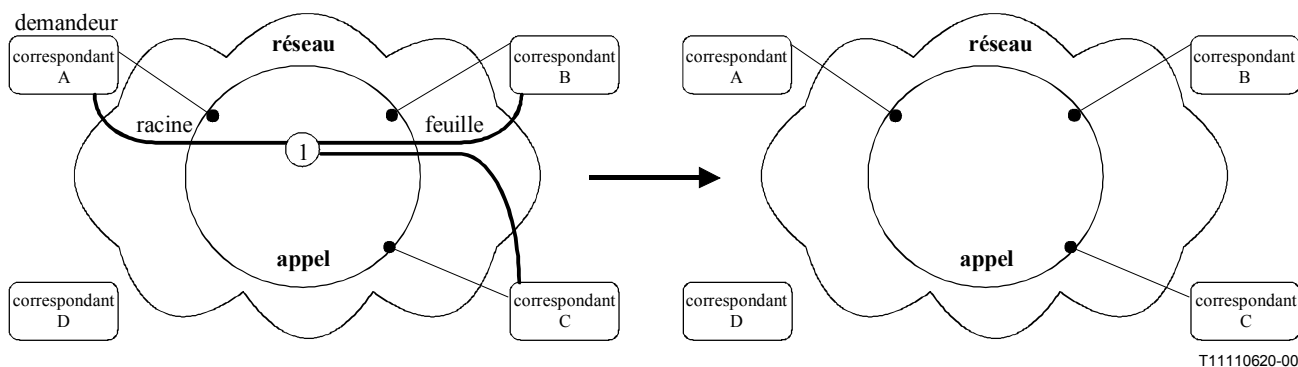 demandeur
correspondant
A
réseau
correspondant
B
racine
feuille
1
appel
correspondant
D
correspondant
C
correspondant
A
réseau
correspondant
B
appel
correspondant
D
correspondant
C
T11110620-00